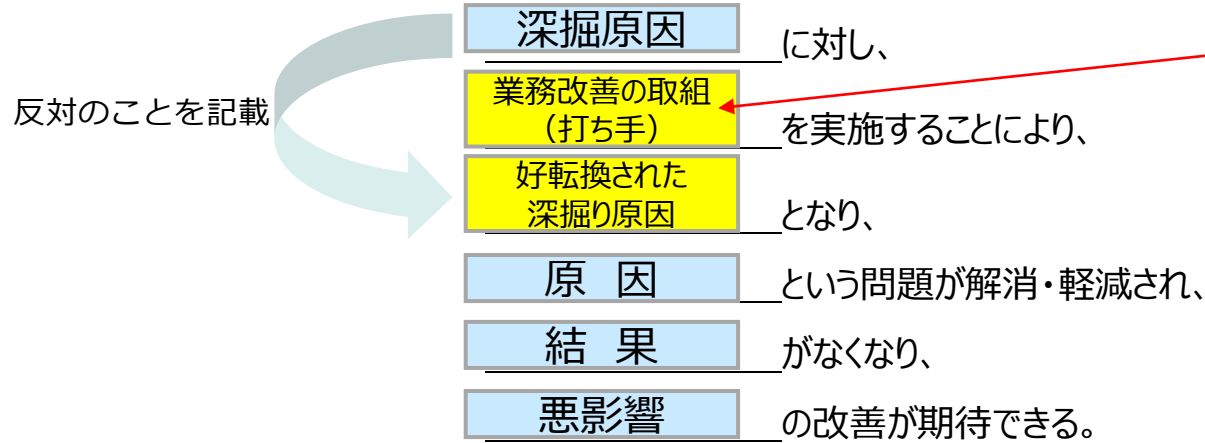 深掘原因 に対し、
反対のことを記載
業務改善の取組
（打ち手） を実施することにより、
好転換された
深掘り原因 となり、
原　因 という問題が解消・軽減され、
結　果 がなくなり、
悪影響 の改善が期待できる。